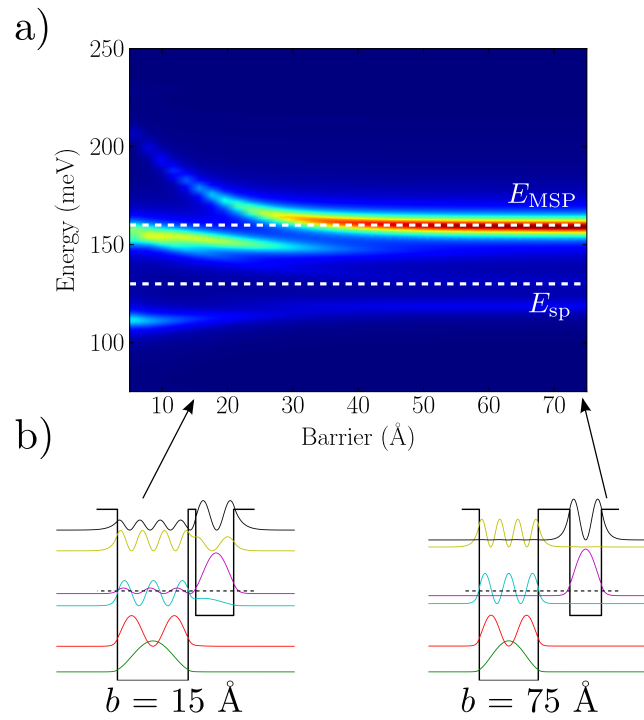 a)
250
200
150
100
Energy (meV)
E_MSP
E_sp
10 20 30 40 50 60 70
Barrier (Å)
b)
b = 15 Å
b = 75 Å